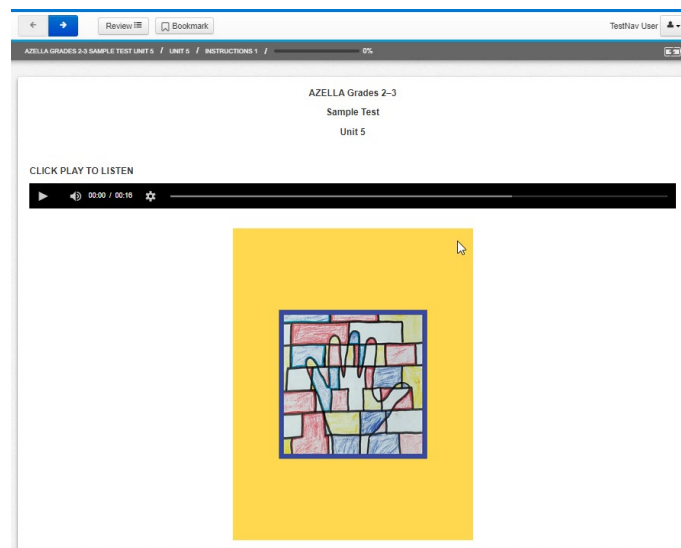 Review
Bookmark
TestNav User
AZELLA GRADES 2-3 SAMPLE TEST UNIT 5 / UNIT 5 / INSTRUCTIONS 1 / 0%
AZELLA Grades 2–3
Sample Test
Unit 5
CLICK PLAY TO LISTEN
00:00 / 00:16